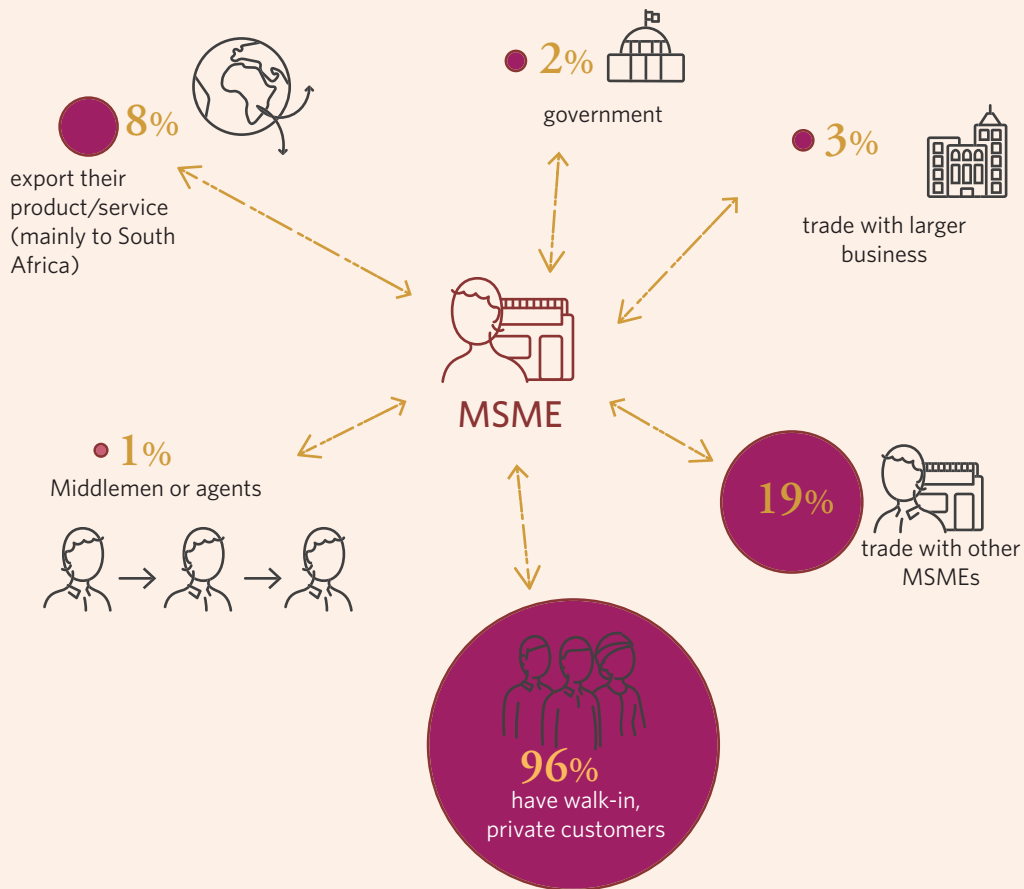 2%
government
8%
export their
product/service
(mainly to South
Africa)
3%
trade with larger
business
MSME
1%
Middlemen or agents
19%
trade with other
MSMEs
96%
have walk-in,
private customers